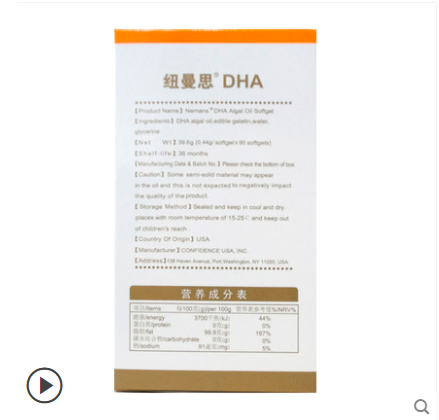 纽曼思® DHA
【Product Name】Nemans® DHA Algal Oil Softgel
【Ingredients】DHA algal oil,edible gelatin,water,
glycerine
【Net Wt】39.6g (0.44g/ softgel×90 softgels)
【Shelf-life】36 months
【Manufacturing Date & Batch No.】Please check the bottom of box
【Caution】Some semi-solid material may appear
in the oil and this is not expected to negatively impact
the quality of the product.
【Storage Method】Sealed and keep in cool and dry
places with room temperature of 15-25℃ and keep out
of children's reach.
【Country Of Origin】USA
【Manufacturer】CONFIDENCE USA, INC.
【Address】138 Haven Avenue, Port Washington, NY 11050, USA
营养成分表
项目/Items 每100克(g)/per 100g 营养素参考值%/NRV%
能量/energy 3700千焦(kJ) 44%
蛋白质/protein 0克(g) 0%
脂肪/fat 99.9克(g) 167%
碳水化合物/carbohydrate 0克(g) 0%
钠/sodium 91毫克(mg) 5%